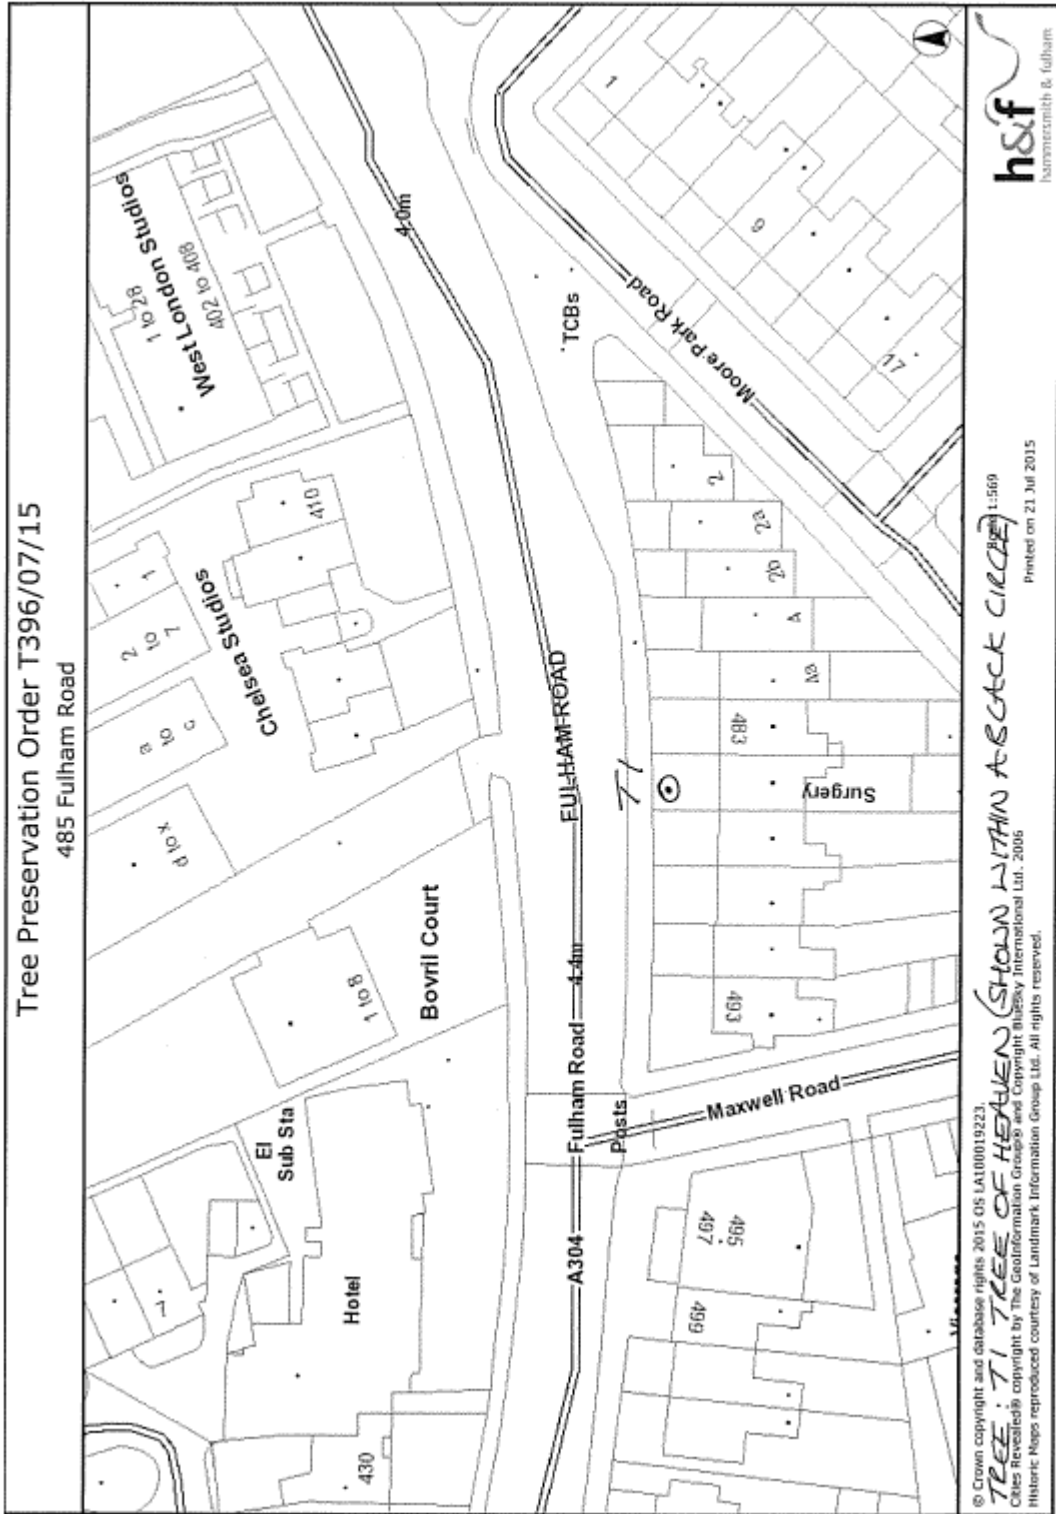 Tree Preservation Order T396/07/15
485 Fulham Road
West London Studios
1 to 28
402 to 408
Chelsea Studios
410
1
2 to 7
a to c
d to x
Bovril Court
1 to 8
El
Sub Sta
Hotel
7
430
4.0m
FULHAM ROAD
4.4m
Fulham Road
A304
Posts
Maxwell Road
TCBs
Moore Park Road
1
9
17
2
2a
2b
A
T1
483
Surgery
493
495
497
499
© Crown copyright and database rights 2015 OS LA100019223.
TREE : T1 TREE OF HEAVEN (SHOWN WITHIN A BLACK CIRCLE)
1:569
Cities Revealed® copyright by The GeoInformation Group® and Copyright Bluesky International Ltd. 2006
Printed on 21 Jul 2015
Historic Maps reproduced courtesy of Landmark Information Group Ltd. All rights reserved.
h&f
hammersmith & fulham